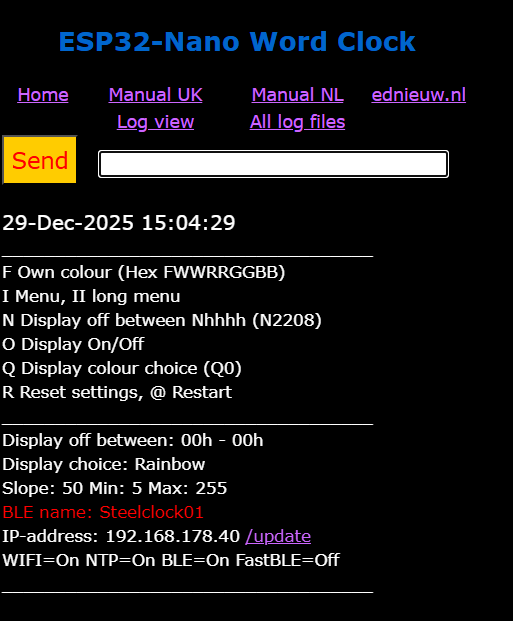 ESP32-Nano Word Clock
Home Manual UK Manual NL ednieuw.nl
Log view All log files
Send
29-Dec-2025 15:04:29
F Own colour (Hex FWWRRGGBB)
I Menu, II long menu
N Display off between Nhhhh (N2208)
O Display On/Off
Q Display colour choice (Q0)
R Reset settings, @ Restart
Display off between: 00h - 00h
Display choice: Rainbow
Slope: 50 Min: 5 Max: 255
BLE name: Steelclock01
IP-address: 192.168.178.40 /update
WIFI=On NTP=On BLE=On FastBLE=Off